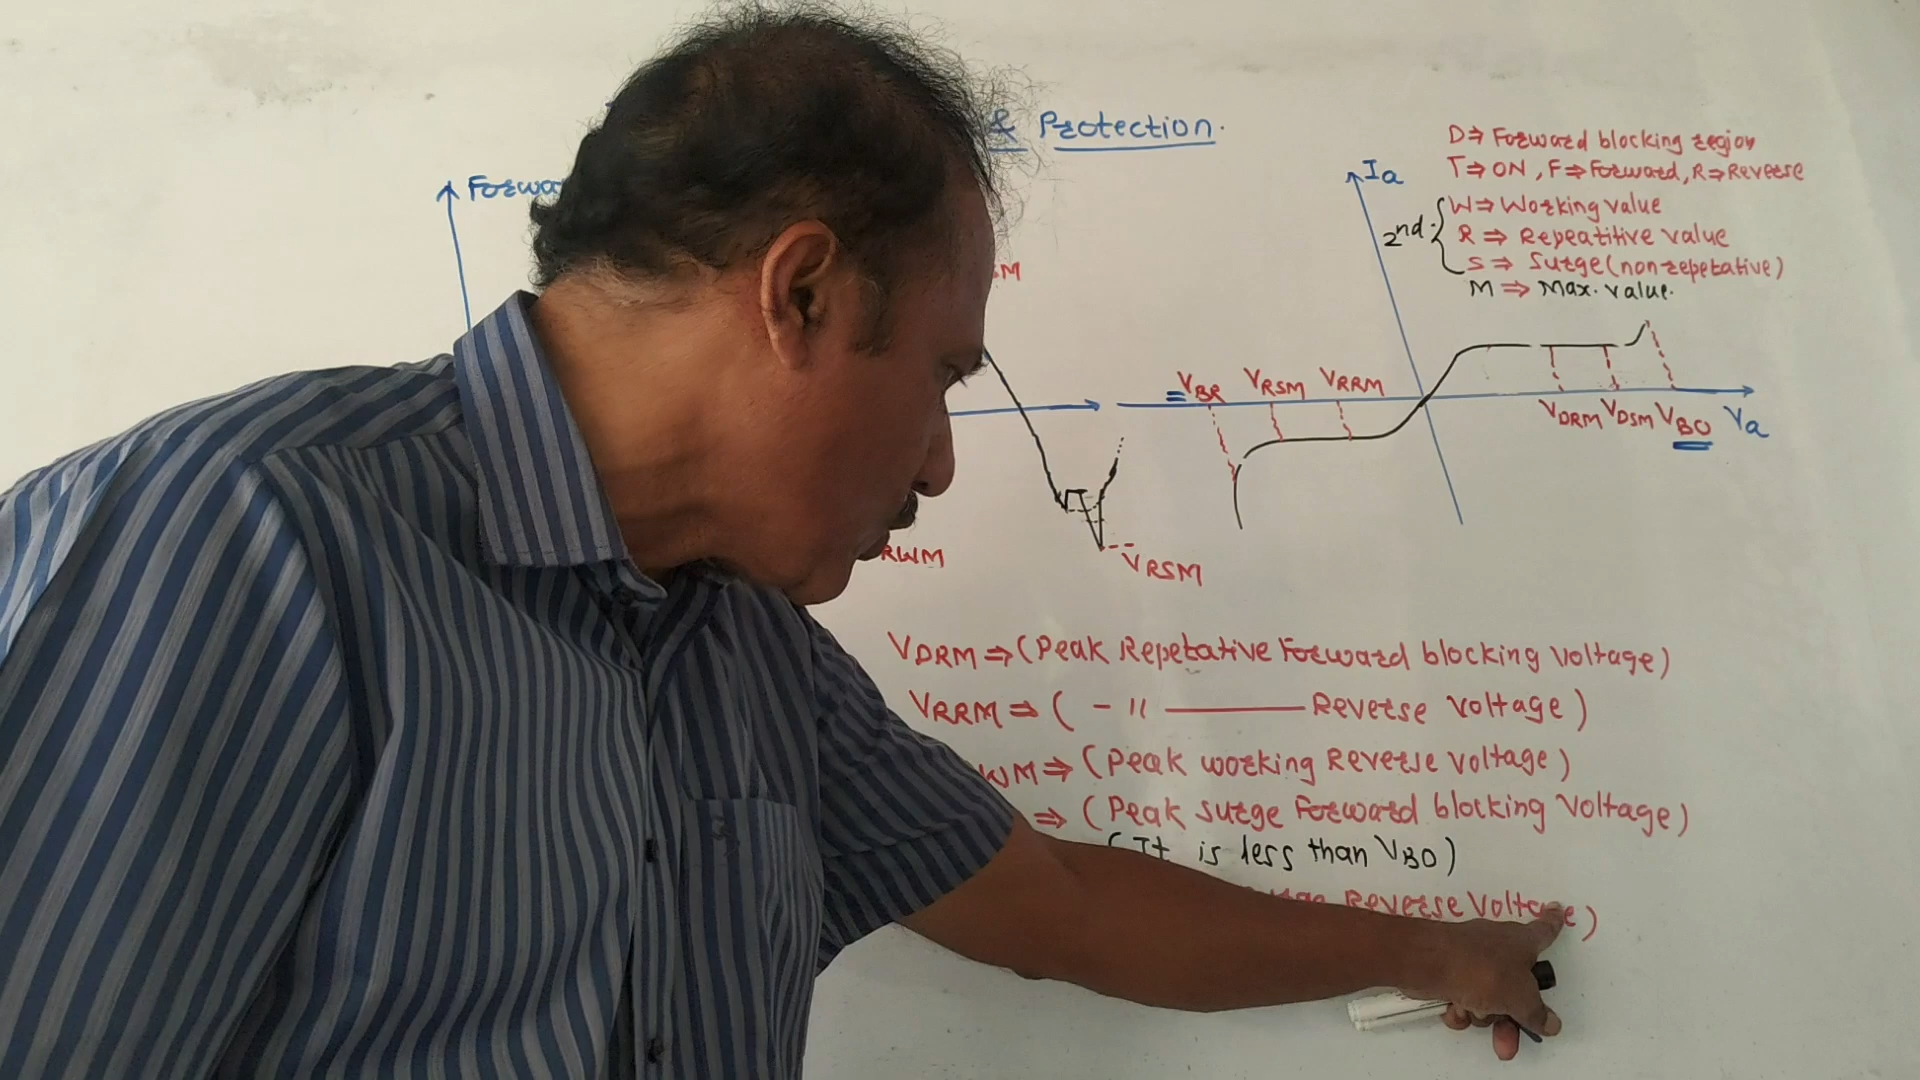 & Protection.
Forwa
D⇒ Forward blocking region
T⇒ ON, F⇒Forward, R⇒Reverse
2nd
W⇒ Working value
R ⇒ Repeatitive value
S ⇒ Surge(non repetative)
M ⇒ Max. value.
Ia
SM
= VBR VRSM VRRM
VDRM VDSM VBO Va
RWM
VRSM
VDRM ⇒ (Peak Repetative Forward blocking voltage)
VRRM ⇒ ( - 11 ——— Reverse voltage)
WM ⇒ (Peak working Reverse voltage)
⇒ (Peak surge Forward blocking voltage)
(It is less than VBO)
Reverse Voltage)